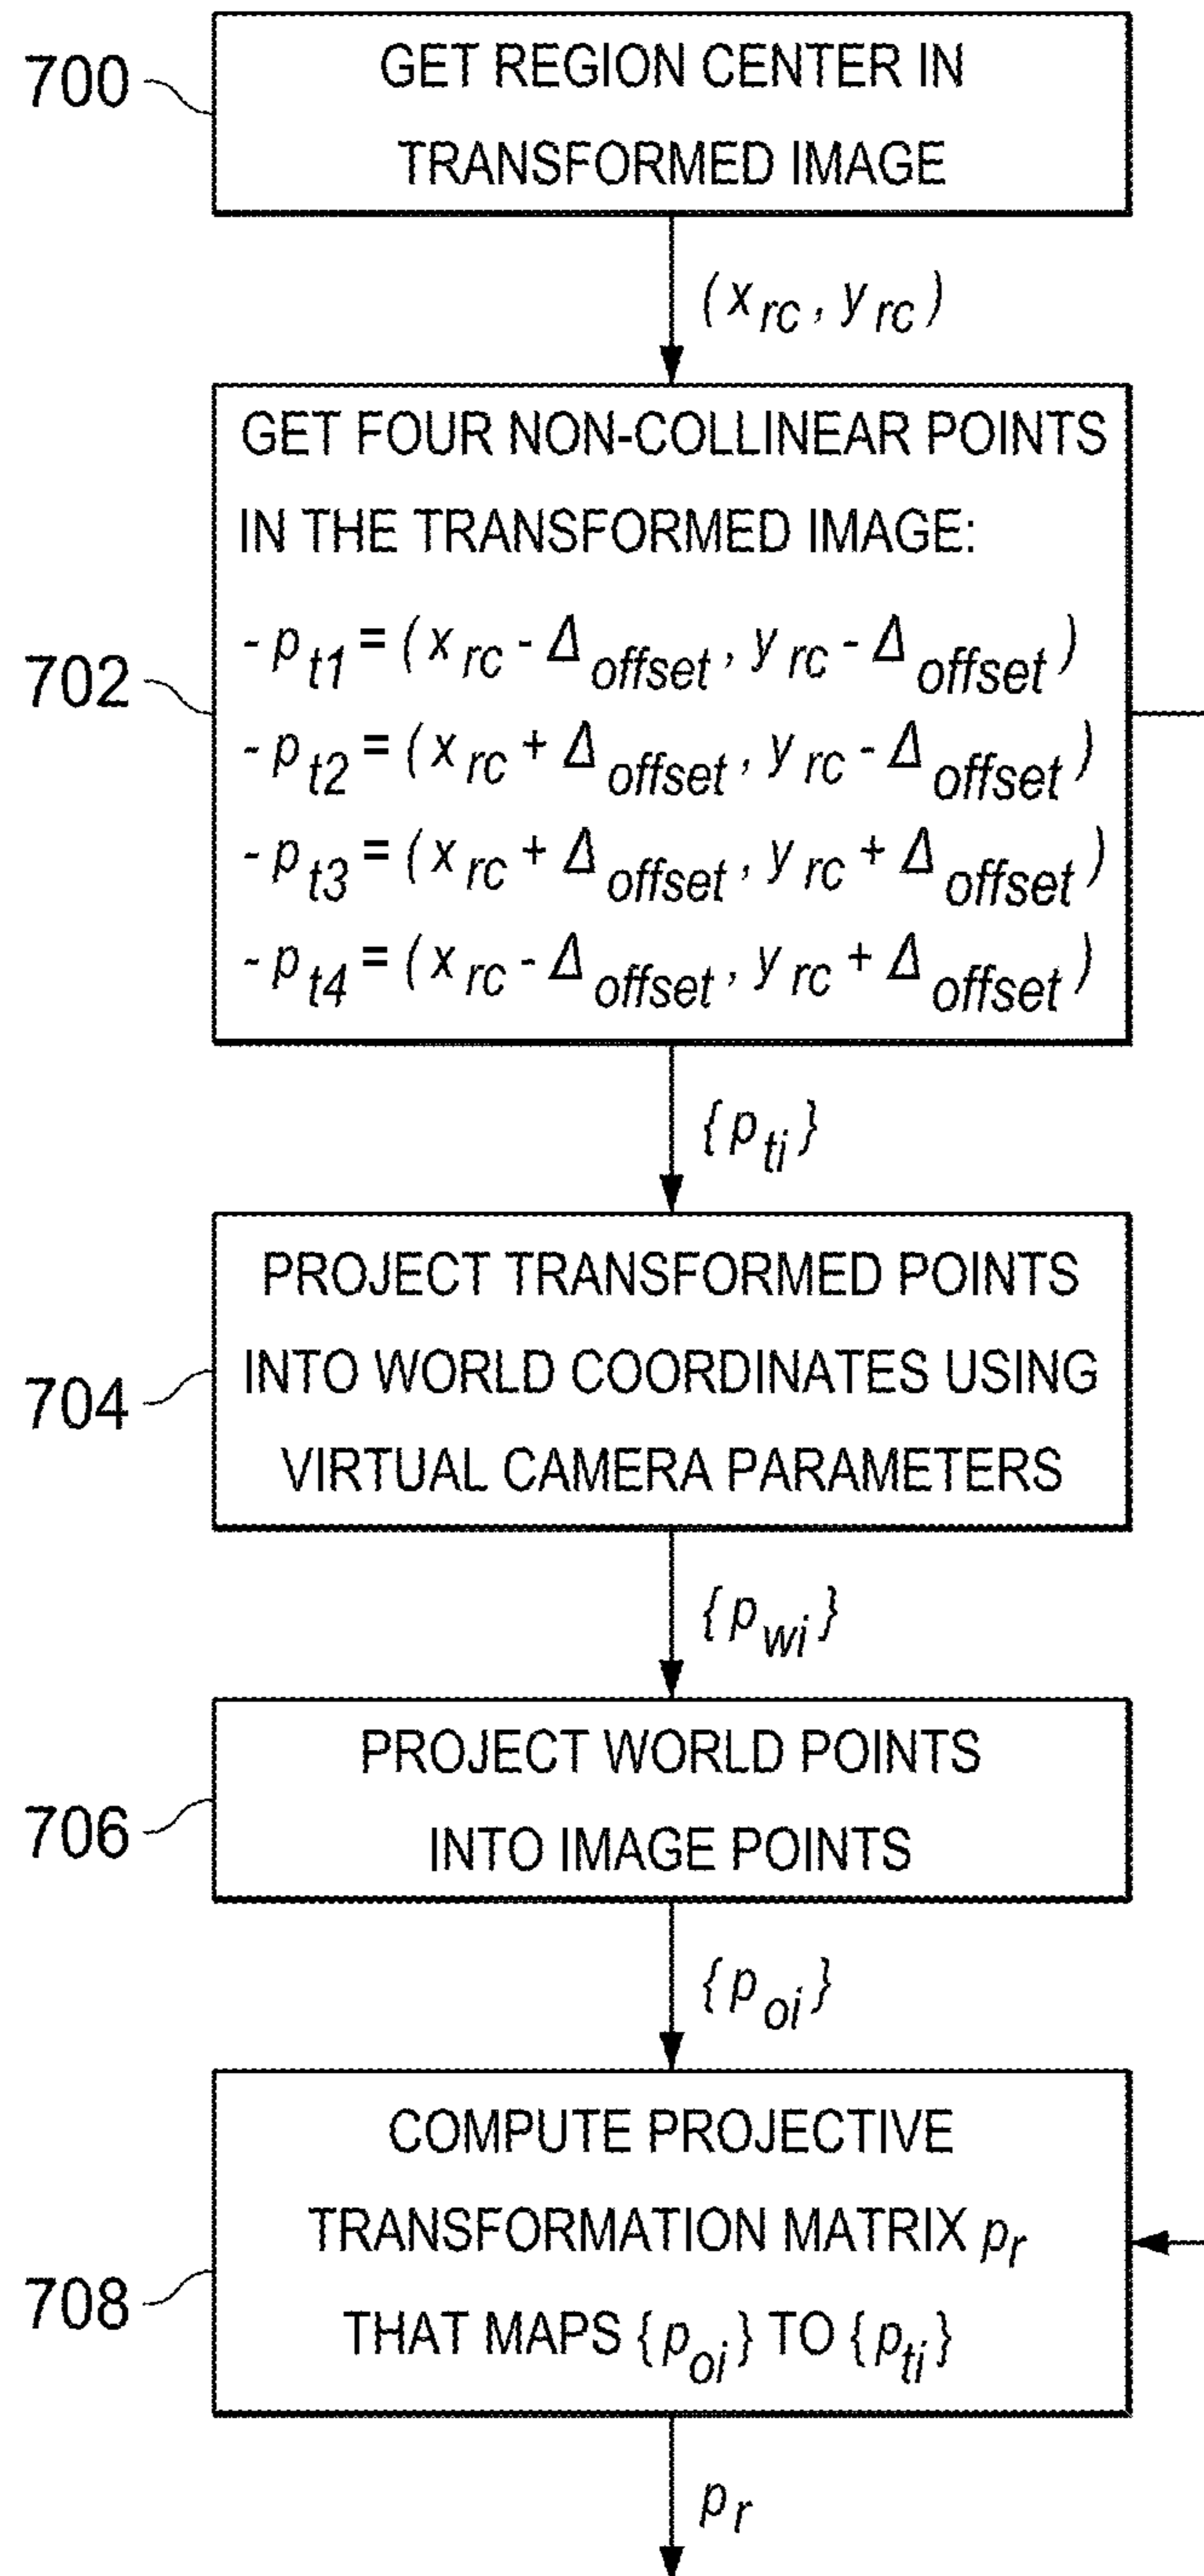 700
GET REGION CENTER IN
TRANSFORMED IMAGE
(x_rc, y_rc)
702
GET FOUR NON-COLLINEAR POINTS
IN THE TRANSFORMED IMAGE:
- p_t1 = (x_rc - Δ_offset, y_rc - Δ_offset)
- p_t2 = (x_rc + Δ_offset, y_rc - Δ_offset)
- p_t3 = (x_rc + Δ_offset, y_rc + Δ_offset)
- p_t4 = (x_rc - Δ_offset, y_rc + Δ_offset)
{p_ti}
704
PROJECT TRANSFORMED POINTS
INTO WORLD COORDINATES USING
VIRTUAL CAMERA PARAMETERS
{p_wi}
706
PROJECT WORLD POINTS
INTO IMAGE POINTS
{p_oi}
708
COMPUTE PROJECTIVE
TRANSFORMATION MATRIX p_r
THAT MAPS {p_oi} TO {p_ti}
p_r